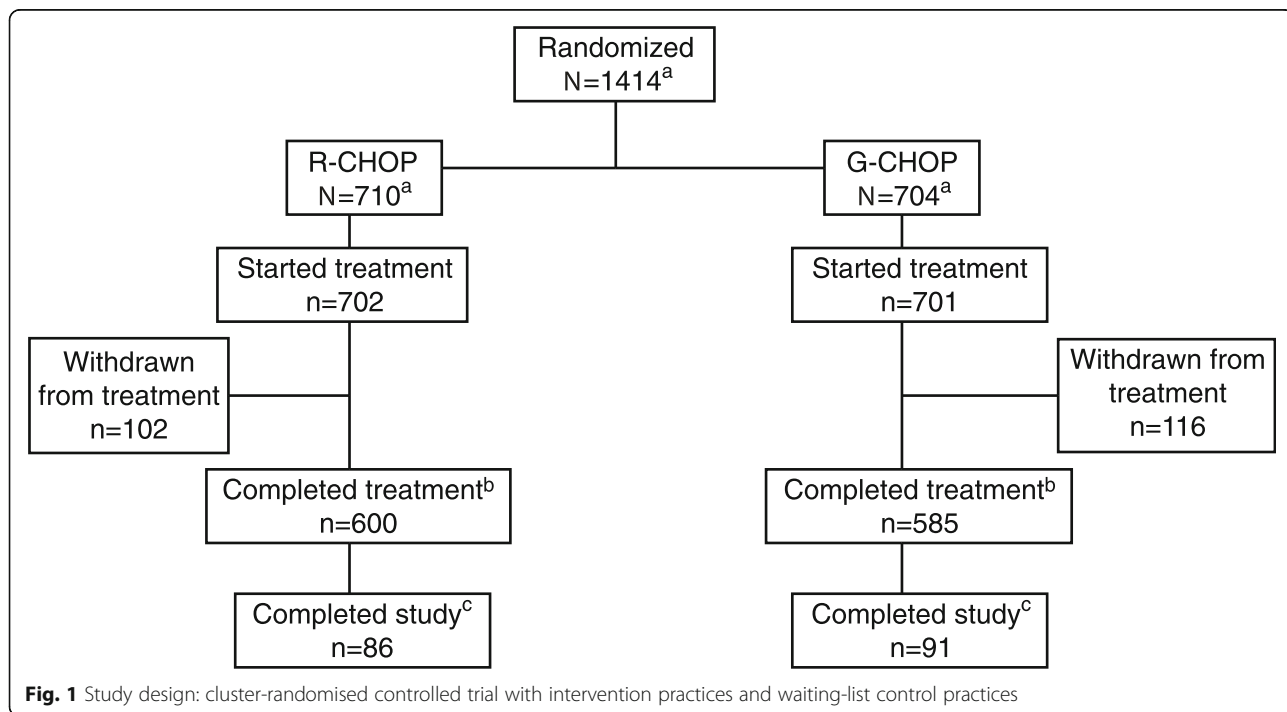 Randomized
N=1414a
R-CHOP
N=710a
G-CHOP
N=704a
Started treatment
n=702
Started treatment
n=701
Withdrawn
from treatment
n=102
Withdrawn from
treatment
n=116
Completed treatmentb
n=600
Completed treatmentb
n=585
Completed studyc
n=86
Completed studyc
n=91
Fig. 1 Study design: cluster-randomised controlled trial with intervention practices and waiting-list control practices